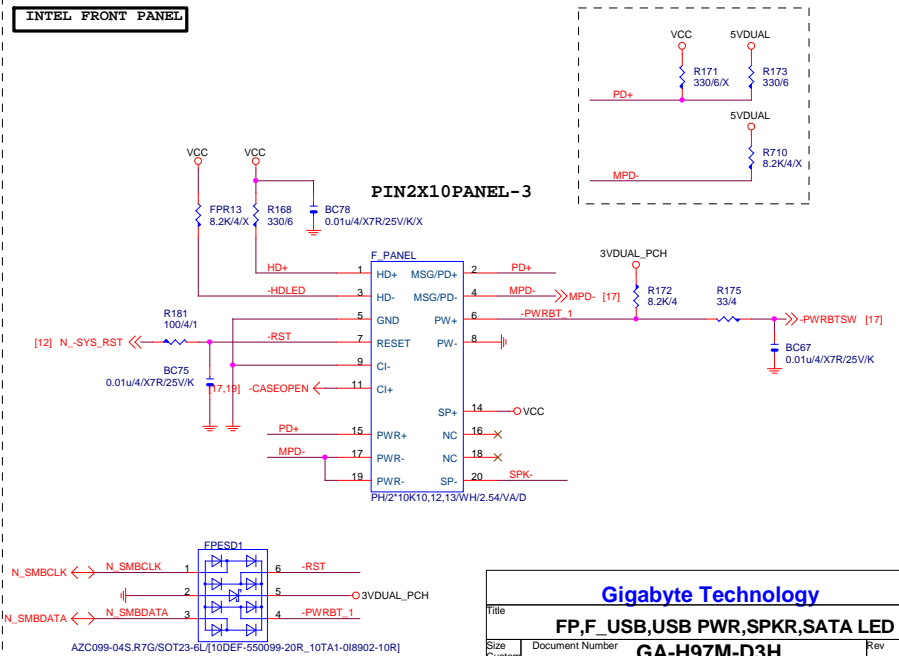 INTEL FRONT PANEL
VCC
5VDUAL
R171
330/6/X
R173
330/6
PD+
5VDUAL
R710
8.2K/4/X
MPD-
VCC
VCC
PIN2X10PANEL-3
FPR13
8.2K/4/X
R168
330/6
BC78
0.01u/4/X7R/25V/K/X
F_PANEL
3VDUAL_PCH
HD+
1
HD+
MSG/PD+
2
PD+
-HDLED
3
HD-
MSG/PD-
4
MPD-
MPD- [17]
R172
8.2K/4
R175
33/4
5
GND
PW+
6
-PWRBT_1
-PWRBTSW [17]
R181
100/4/1
[12] N_-SYS_RST
-RST
7
RESET
PW-
8
BC67
0.01u/4/X7R/25V/K
9
CI-
BC75
0.01u/4/X7R/25V/K
[17,19] -CASEOPEN
11
CI+
SP+
14
VCC
PD+
15
PWR+
NC
16
MPD-
17
PWR-
NC
18
19
PWR-
SP-
20
SPK-
PH/2*10K10,12,13/WH/2.54/VA/D
FPESD1
N_SMBCLK
N_SMBCLK
1
6
-RST
2
5
3VDUAL_PCH
N_SMBDATA
N_SMBDATA
3
4
-PWRBT_1
AZC099-04S.R7G/SOT23-6L/[10DEF-550099-20R_10TA1-0I8902-10R]
Gigabyte Technology
Title
FP,F_USB,USB PWR,SPKR,SATA LED
Size
Document Number
Rev
GA-H97M-D3H